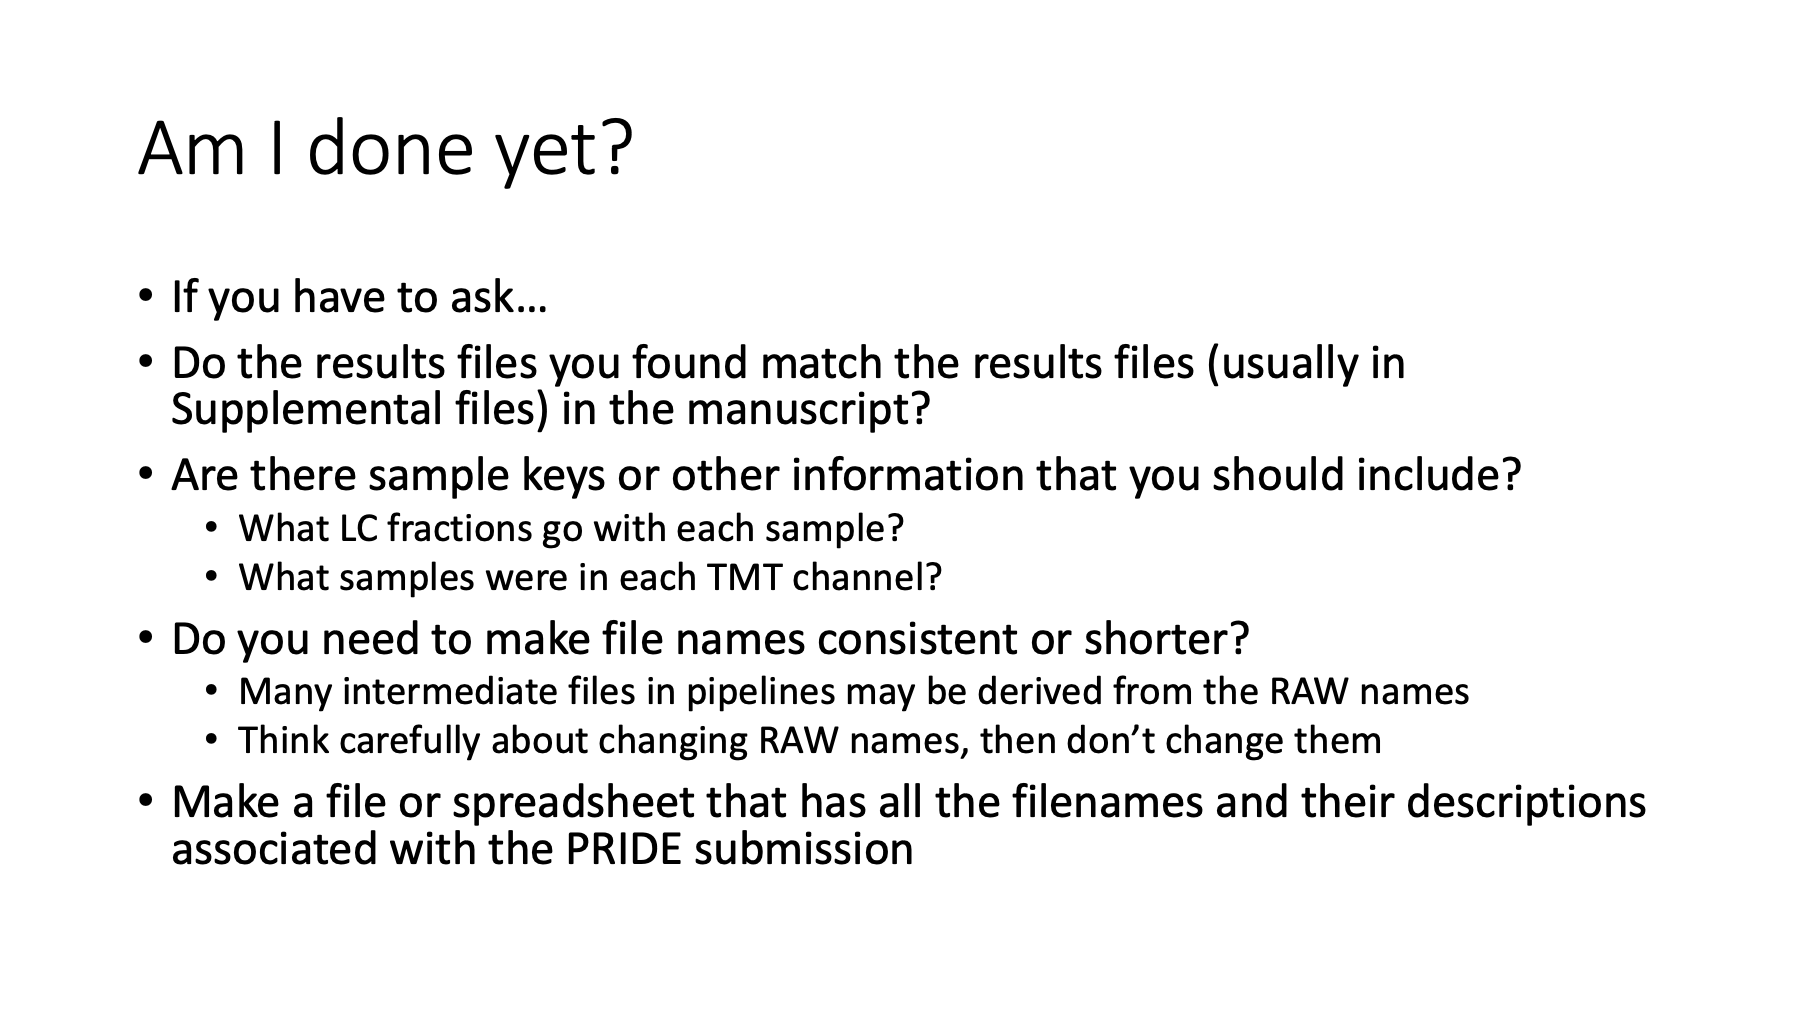 Am I done yet?
• If you have to ask…
• Do the results files you found match the results files (usually in
Supplemental files) in the manuscript?
• Are there sample keys or other information that you should include?
• What LC fractions go with each sample?
• What samples were in each TMT channel?
• Do you need to make file names consistent or shorter?
• Many intermediate files in pipelines may be derived from the RAW names
• Think carefully about changing RAW names, then don’t change them
• Make a file or spreadsheet that has all the filenames and their descriptions
associated with the PRIDE submission